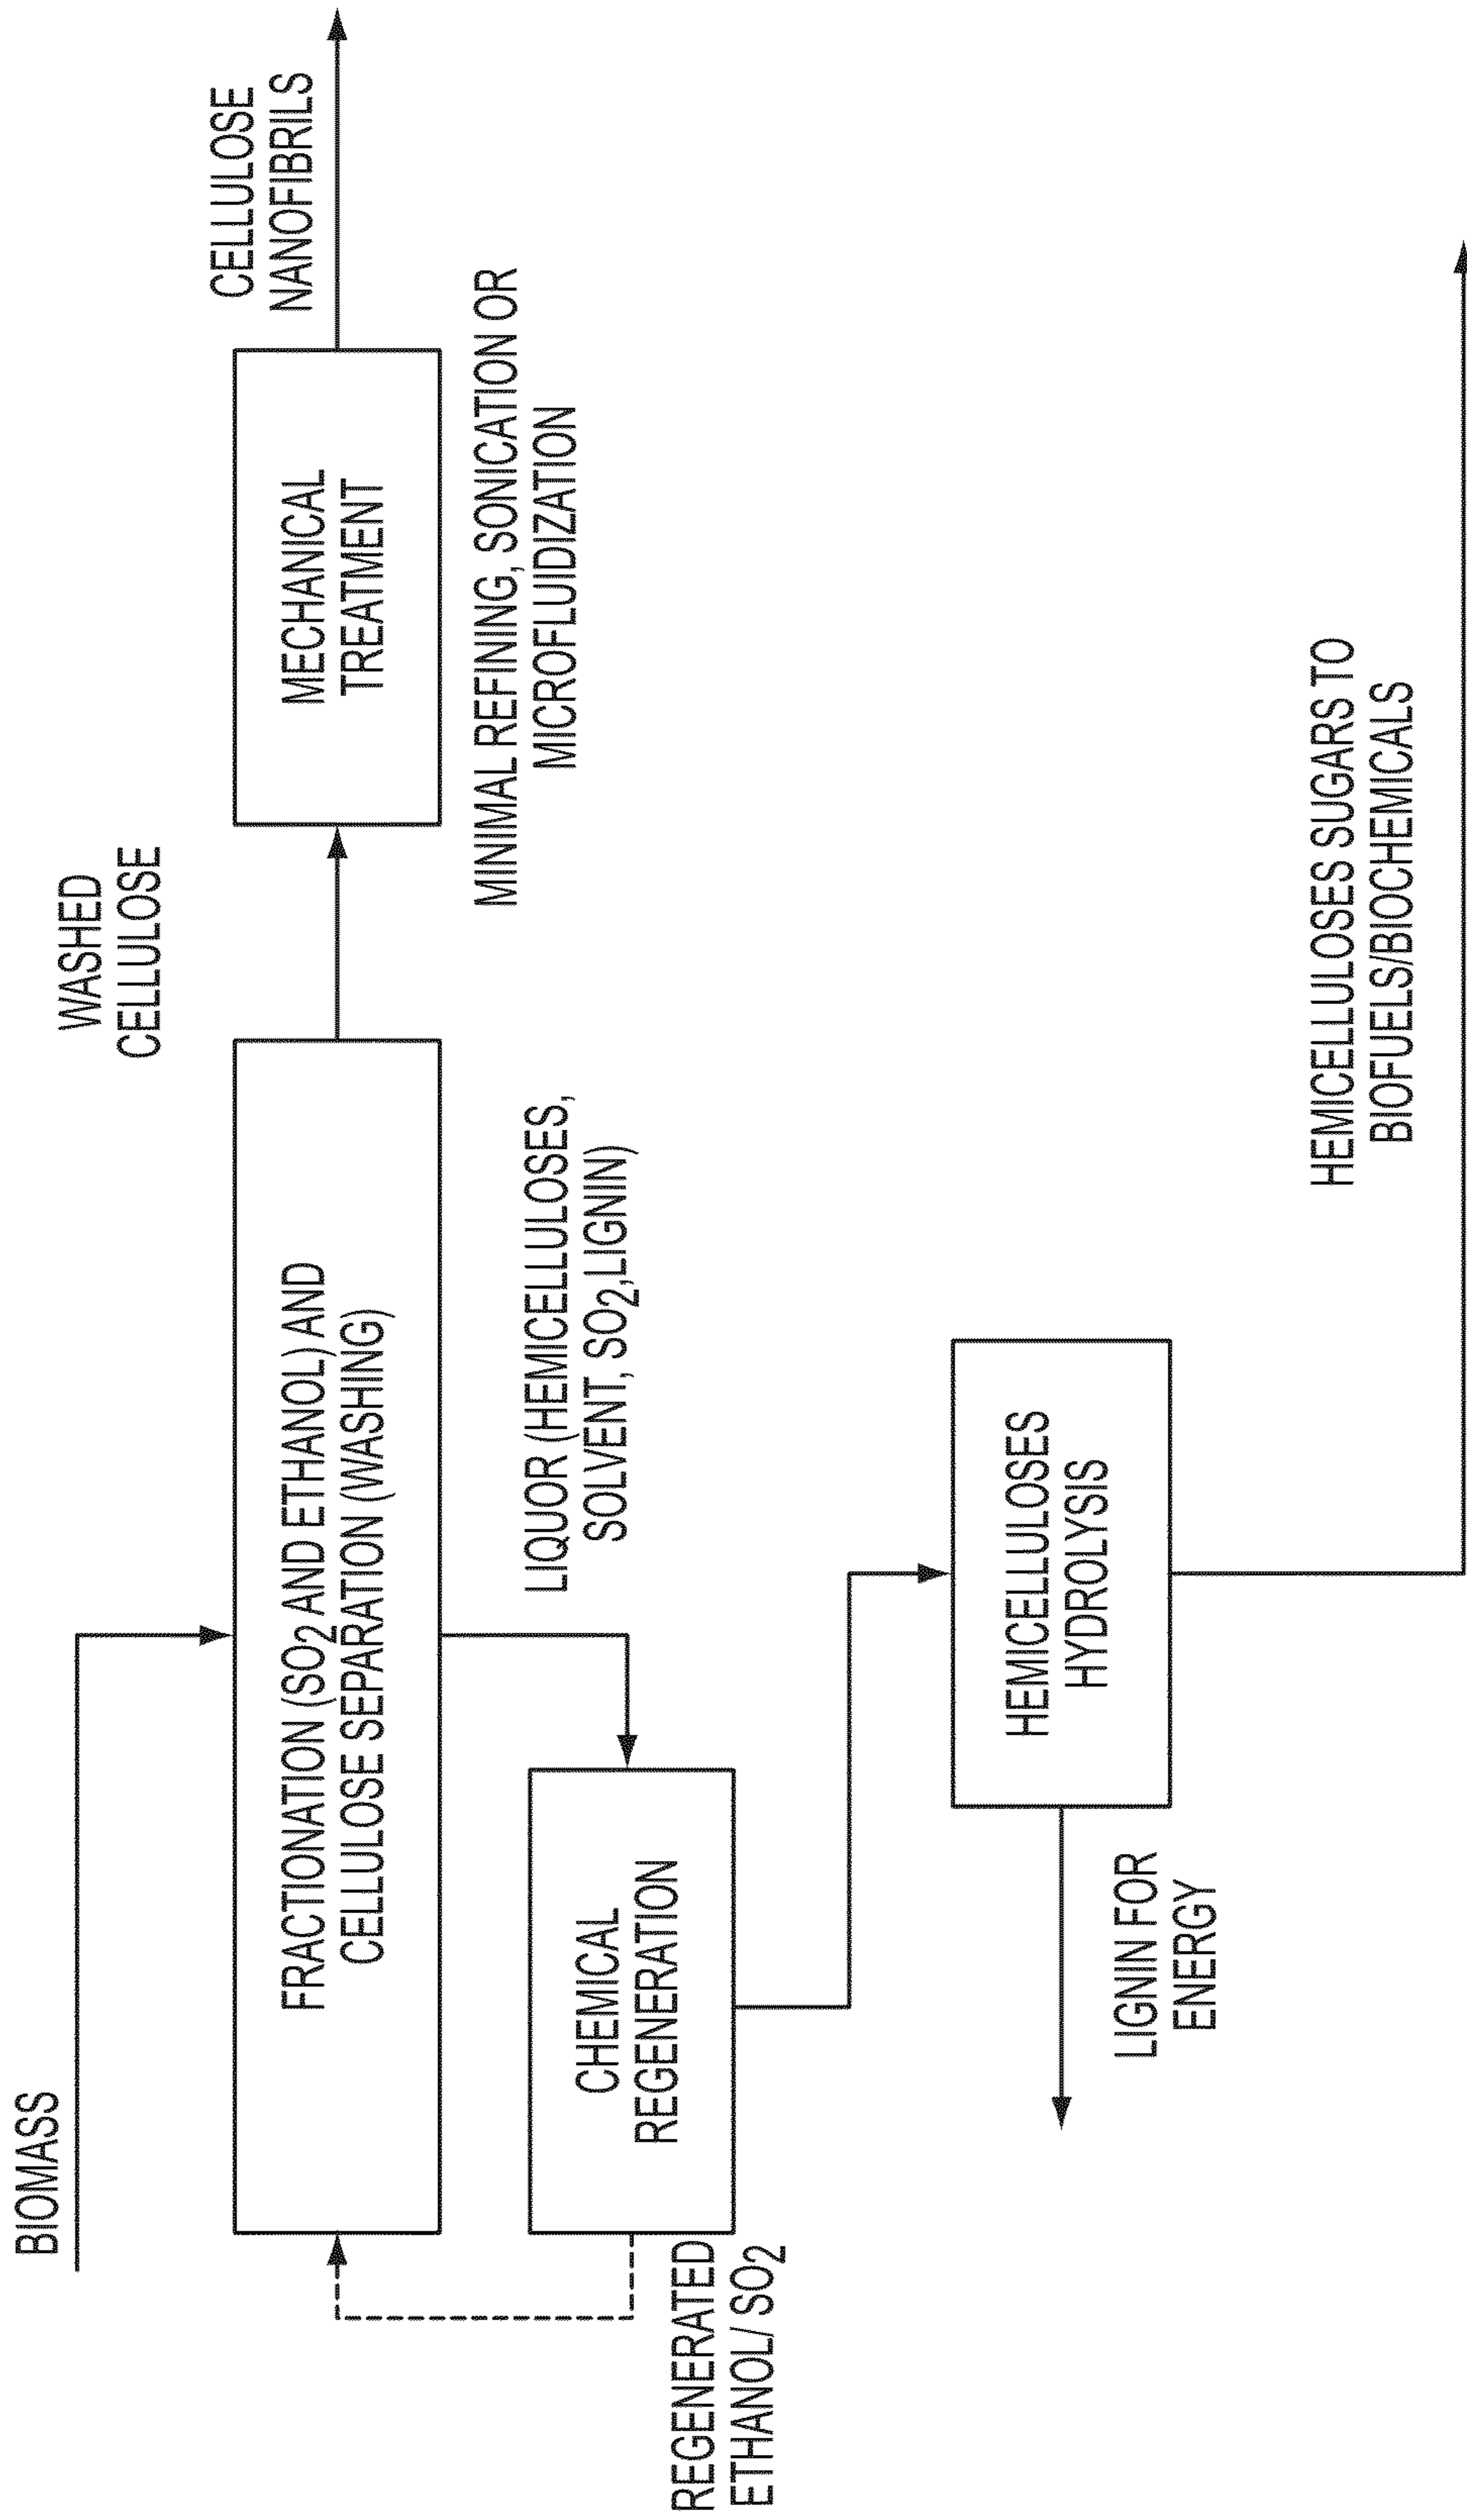 BIOMASS
FRACTIONATION (SO2 AND ETHANOL) AND
CELLULOSE SEPARATION (WASHING)
WASHED
CELLULOSE
MECHANICAL
TREATMENT
CELLULOSE
NANOFIBRILS
MINIMAL REFINING, SONICATION OR
MICROFLUIDIZATION
LIQUOR (HEMICELLULOSES,
SOLVENT, SO2,LIGNIN)
CHEMICAL
REGENERATION
REGENERATED
ETHANOL/ SO2
HEMICELLULOSES
HYDROLYSIS
LIGNIN FOR
ENERGY
HEMICELLULOSES SUGARS TO
BIOFUELS/BIOCHEMICALS